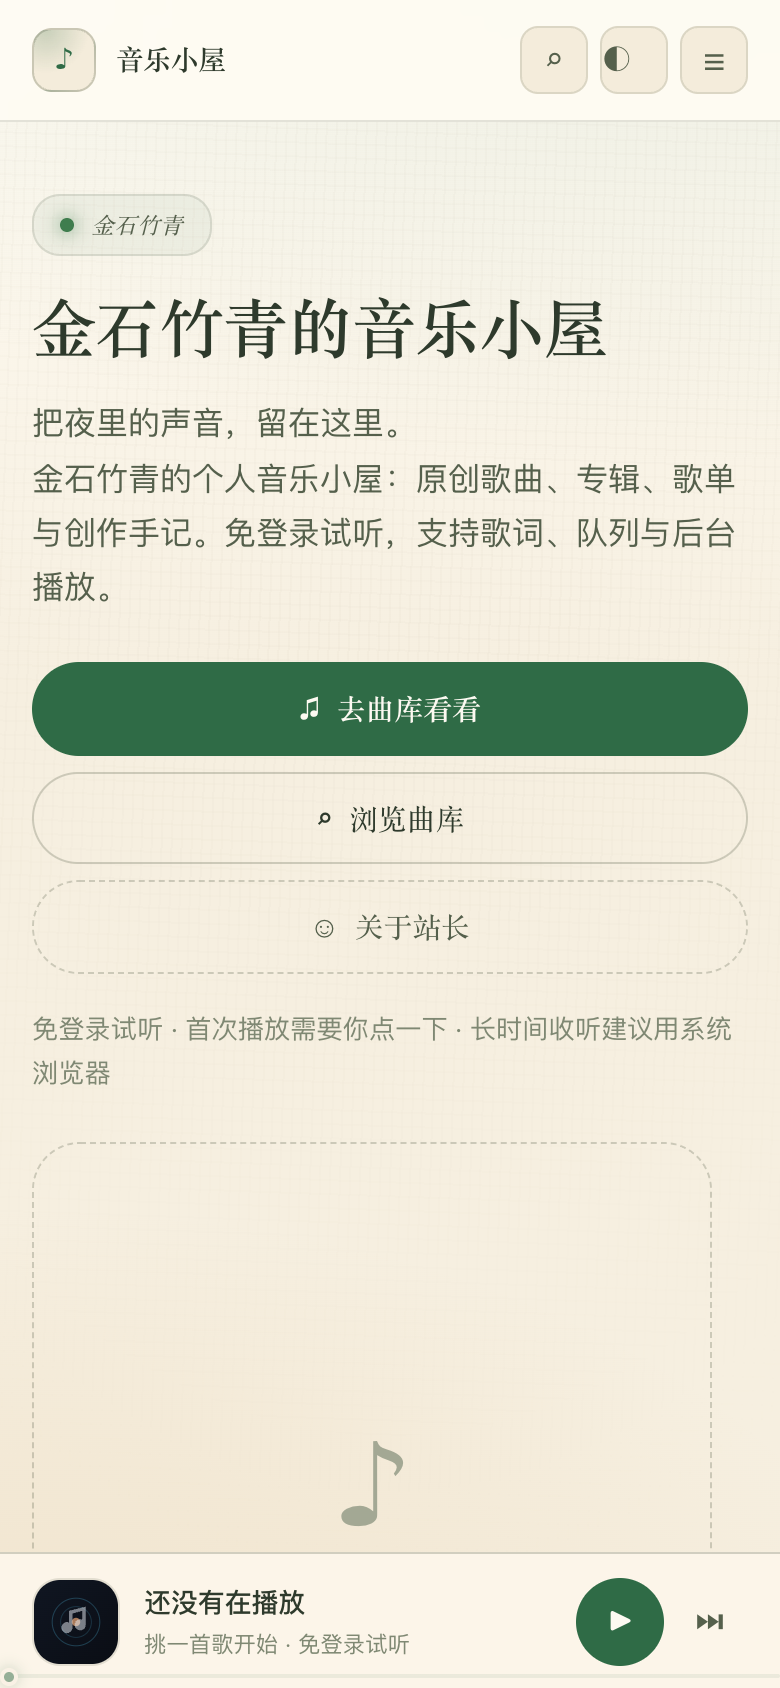 音乐小屋
金石竹青
金石竹青的音乐小屋
把夜里的声音，留在这里。
金石竹青的个人音乐小屋：原创歌曲、专辑、歌单
与创作手记。免登录试听，支持歌词、队列与后台
播放。
去曲库看看
浏览曲库
关于站长
免登录试听 · 首次播放需要你点一下 · 长时间收听建议用系统
浏览器
还没有在播放
挑一首歌开始 · 免登录试听